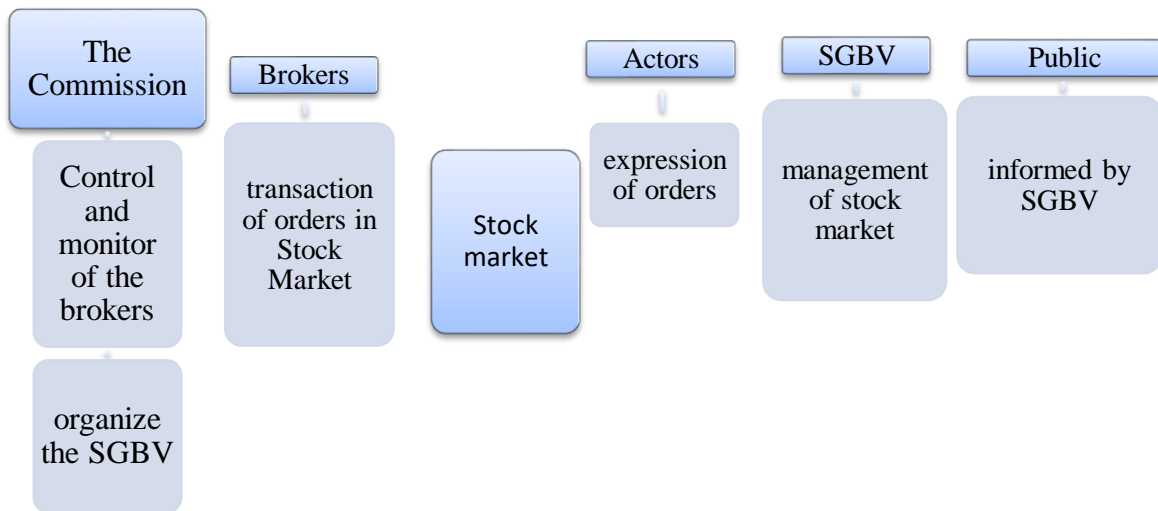 The
Commission
Control
and
monitor
of the
brokers
organize
the SGBV
Brokers
transaction
of orders in
Stock
Market
Stock
market
Actors
expression
of orders
SGBV
management
of stock
market
Public
informed by
SGBV